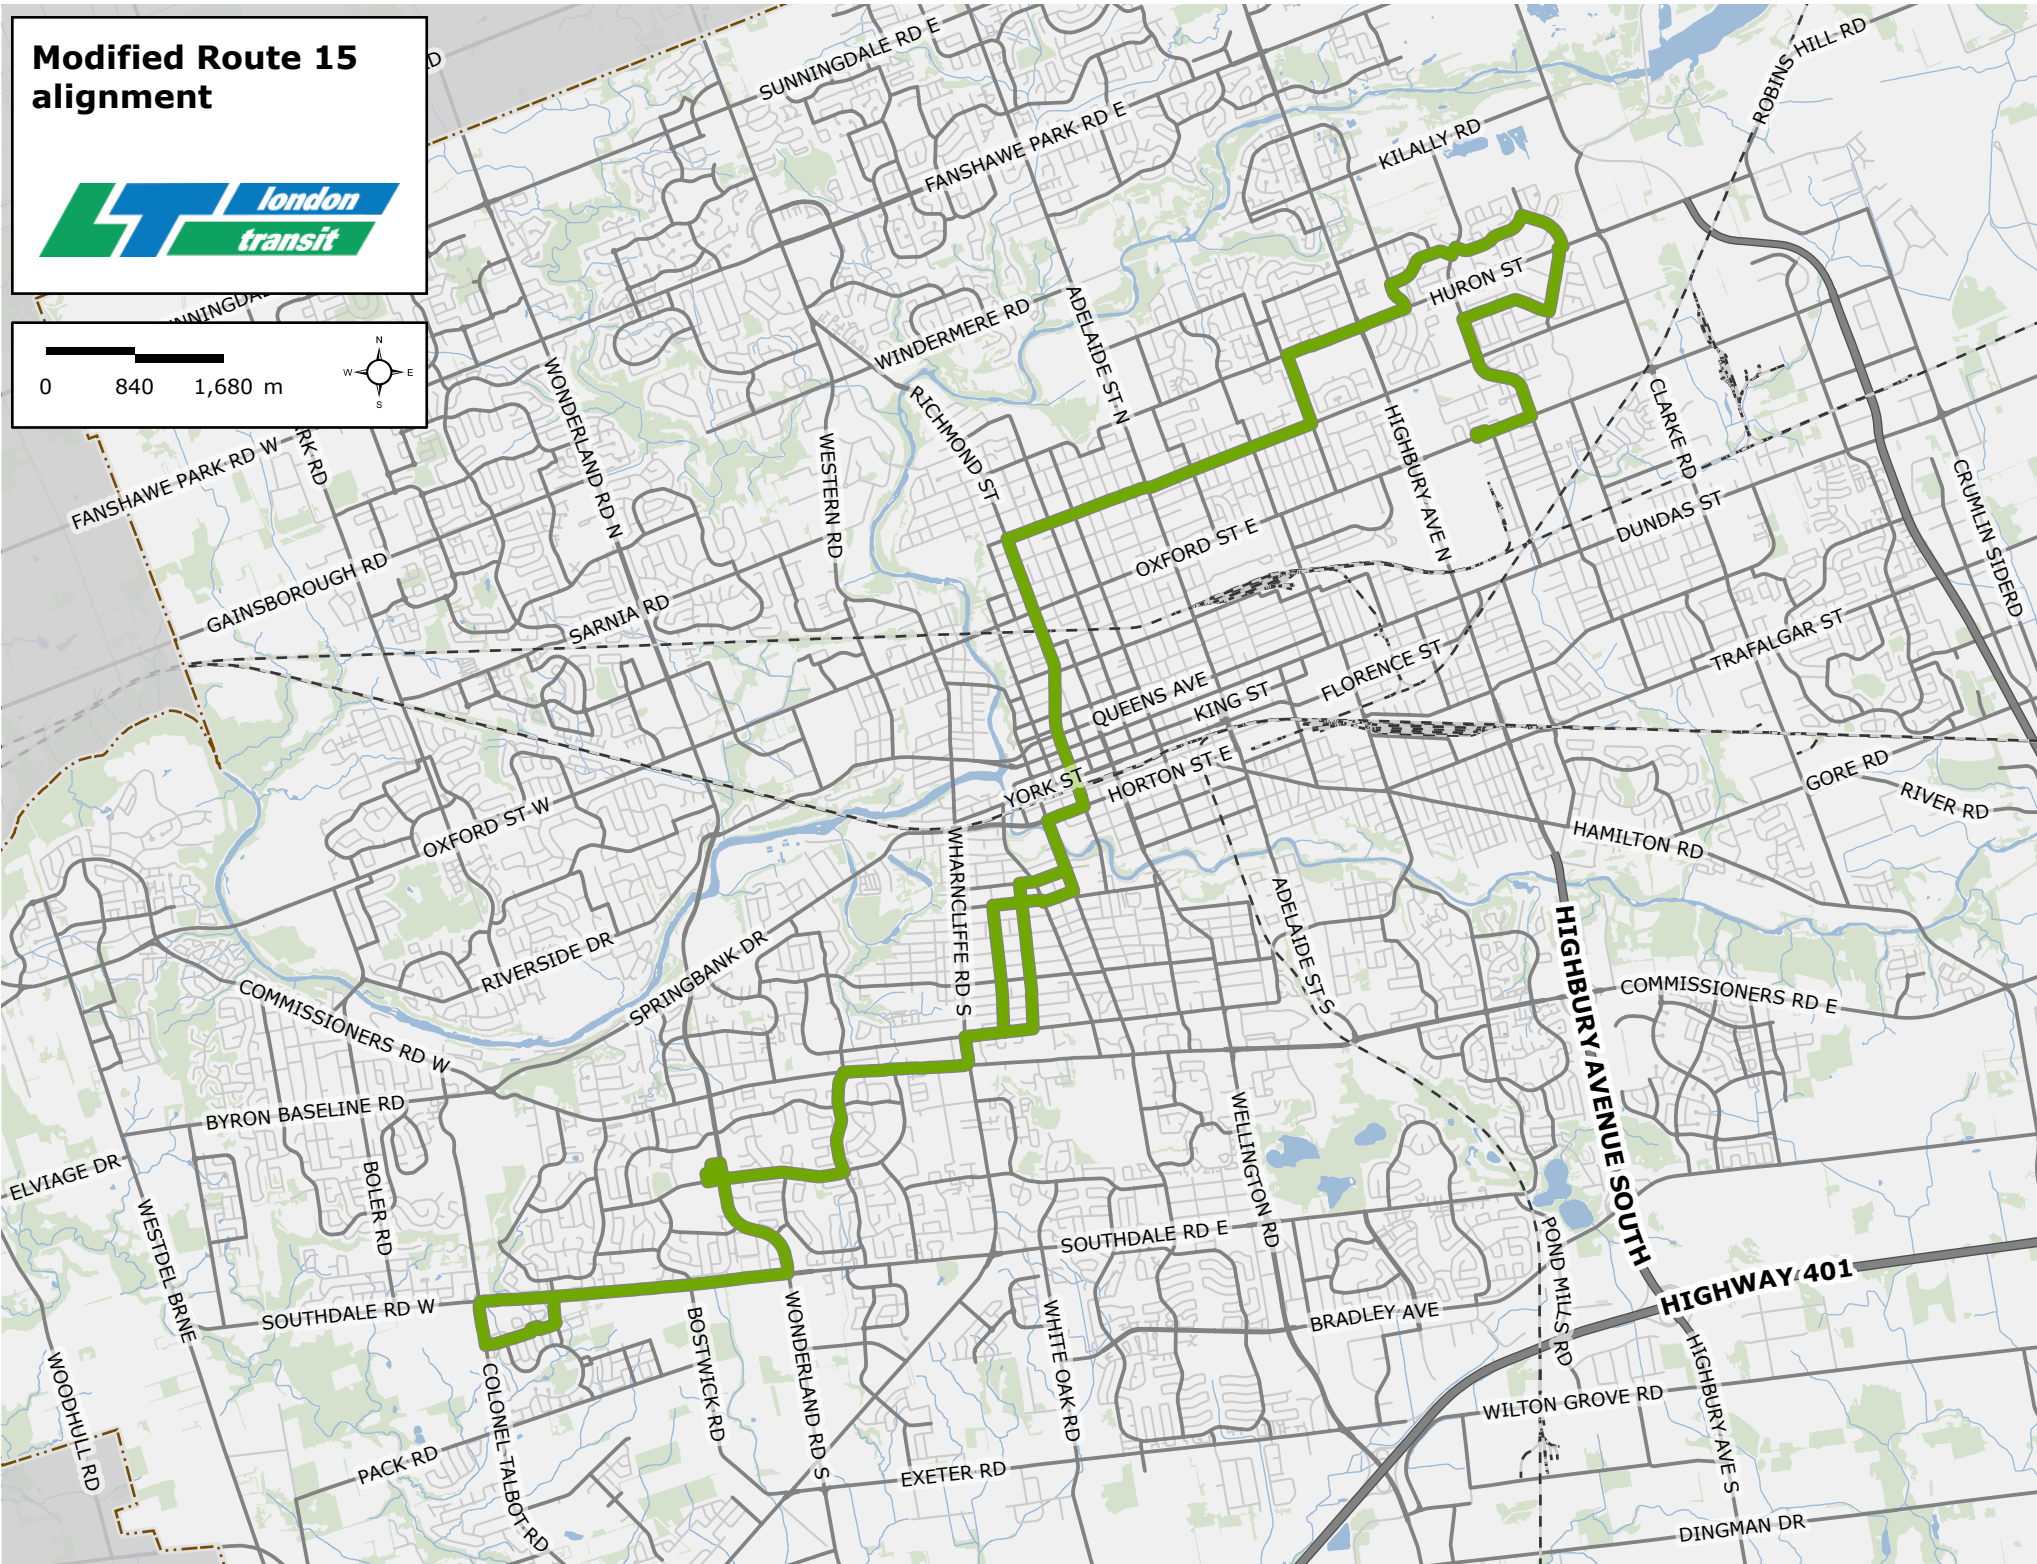 Modified Route 15
alignment
london
transit
0 840 1,680 m
N
W E
S
RD
SUNNINGDALE RD E
ROBINS HILL RD
FANSHAWE PARK RD E
KILALLY RD
HURON ST
WINDERMERE RD
ADELAIDE ST N
WONDERLAND RD N
RICHMOND ST
WESTERN RD
HIGHBURY AVE N
CLARKE RD
CRUMLIN SIDERD
FANSHAWE PARK RD W
DUNDAS ST
OXFORD ST E
GAINSBOROUGH RD
SARNIA RD
TRAFALGAR ST
FLORENCE ST
QUEENS AVE
KING ST
YORK ST
HORTON ST E
GORE RD
RIVER RD
HAMILTON RD
OXFORD ST W
WHARNCLIFFE RD S
ADELAIDE ST S
RIVERSIDE DR
SPRINGBANK DR
HIGHBURY AVENUE SOUTH
COMMISSIONERS RD E
COMMISSIONERS RD W
BYRON BASELINE RD
WELLINGTON RD
ELVIAGE DR
BOLER RD
WESTDEL BRNE
SOUTHDALE RD E
POND MILLS RD
HIGHWAY 401
SOUTHDALE RD W
BOSTWICK RD
WONDERLAND RD S
WHITE OAK RD
BRADLEY AVE
WOODHULL RD
COLONEL TALBOT RD
HIGHBURY AVE S
WILTON GROVE RD
PACK RD
EXETER RD
DINGMAN DR